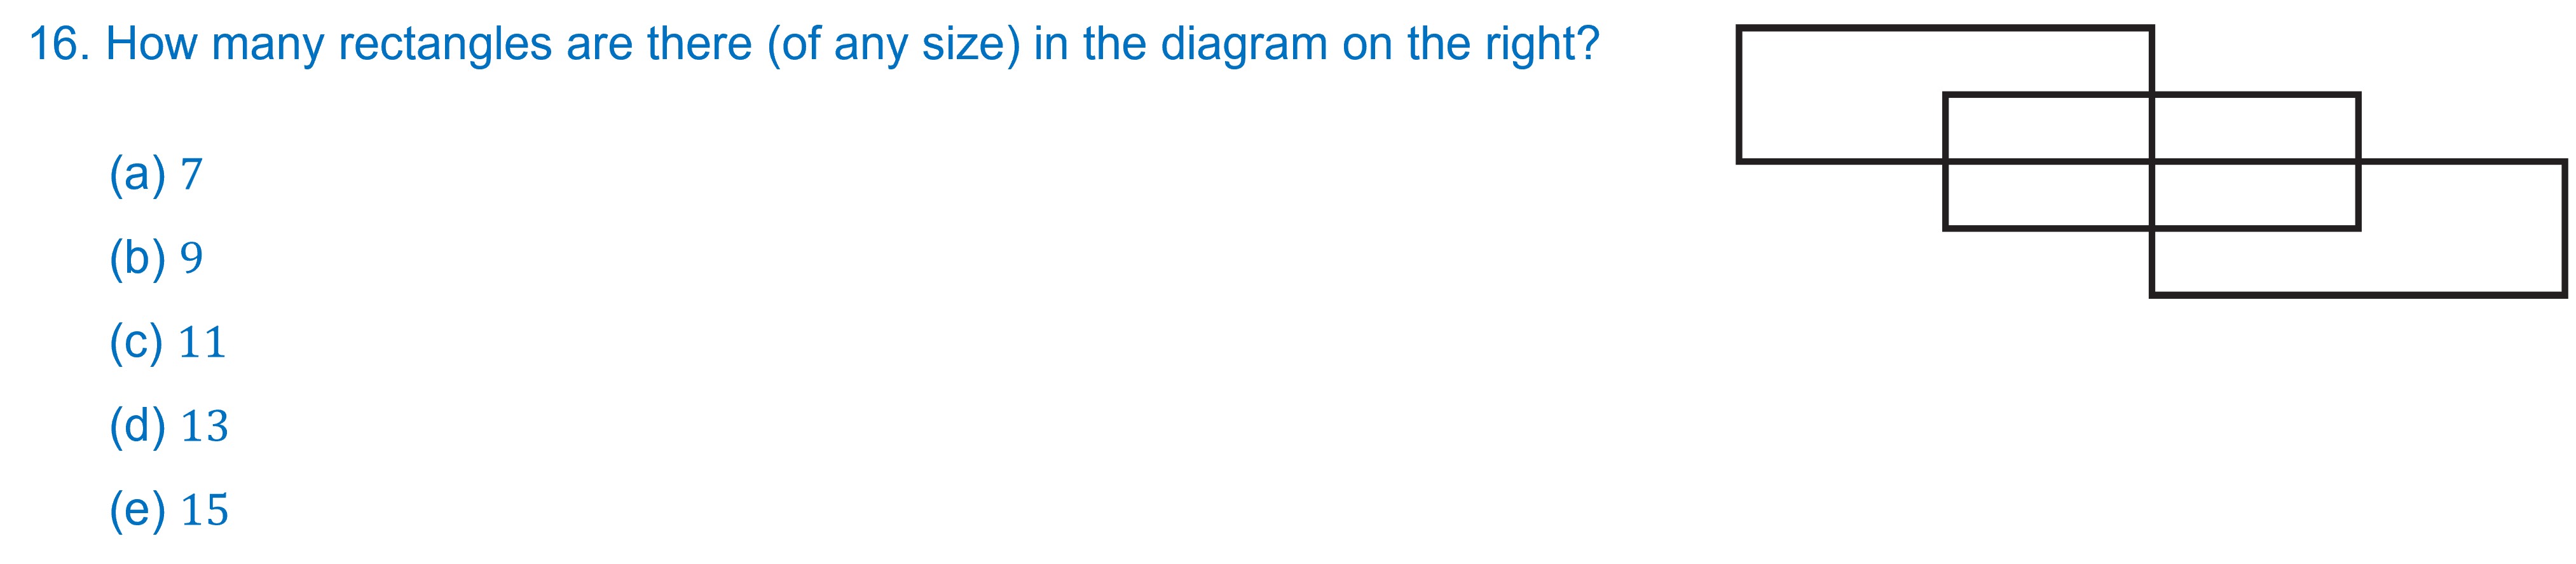 16. How many rectangles are there (of any size) in the diagram on the right?
(a) 7
(b) 9
(c) 11
(d) 13
(e) 15